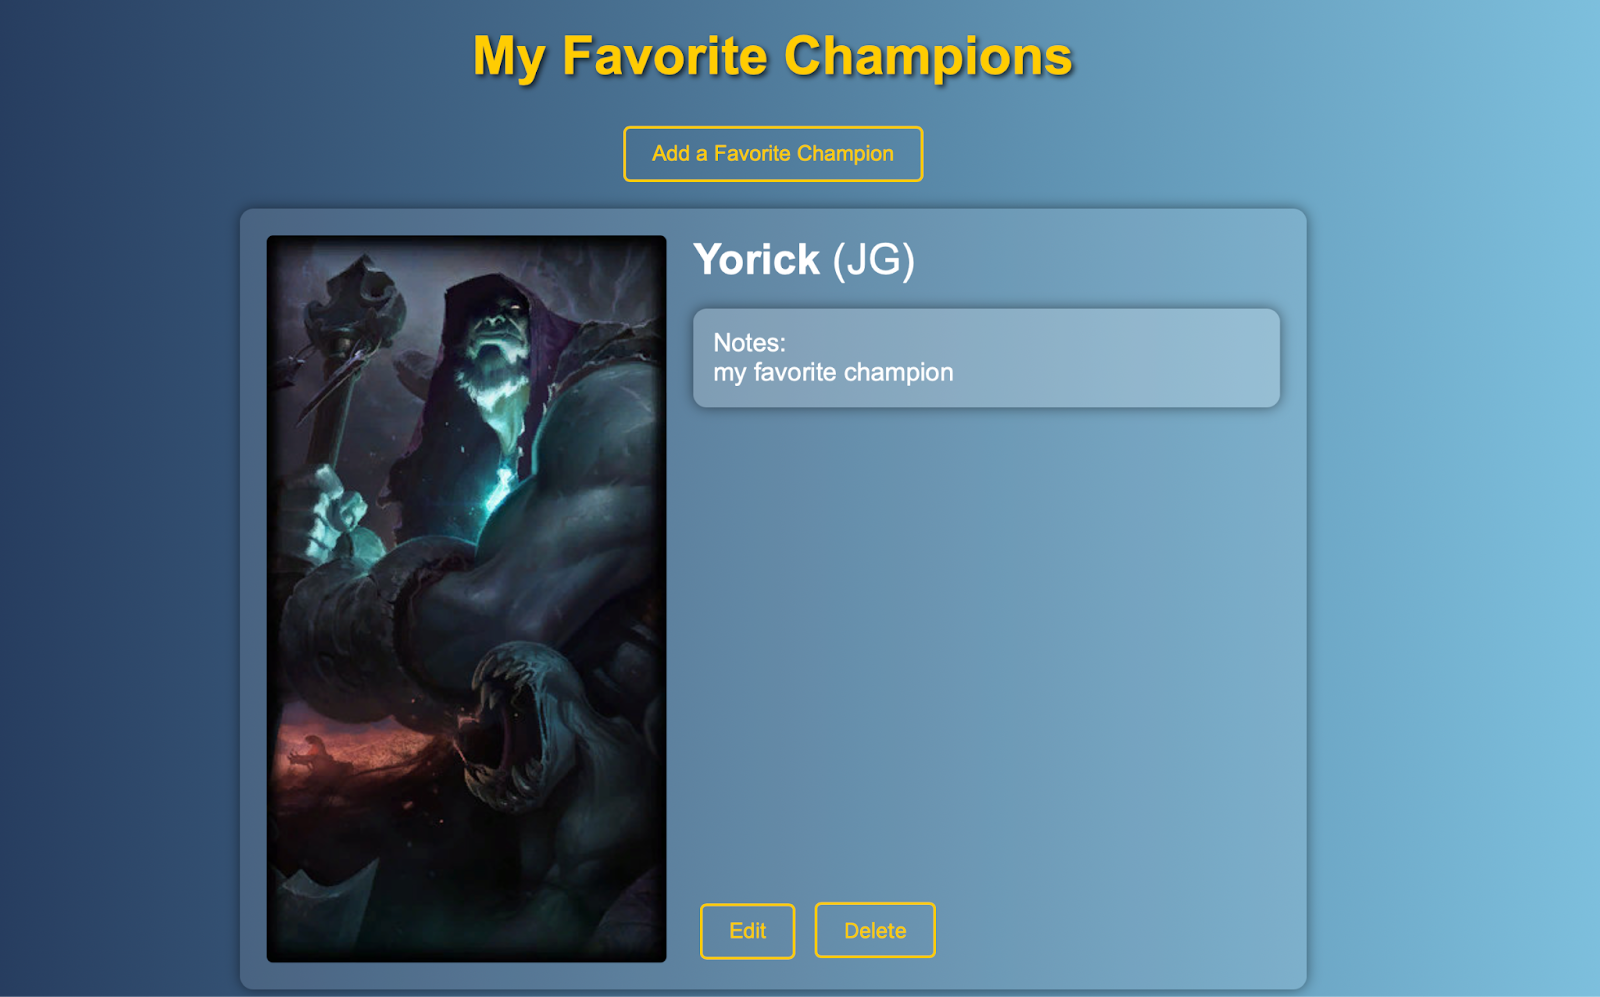 My Favorite Champions
Add a Favorite Champion
Yorick (JG)
Notes:
my favorite champion
Edit
Delete